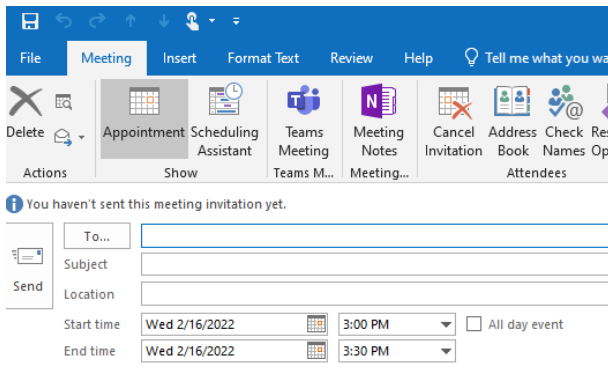 File Meeting Insert Format Text Review Help Tell me what you
Delete Appointment Scheduling Assistant Teams Meeting Meeting Notes Cancel Invitation Address Book Check Names
Actions Show Teams M... Meeting... Attendees
You haven't sent this meeting invitation yet.
To...
Send
Subject
Location
Start time Wed 2/16/2022 3:00 PM All day event
End time Wed 2/16/2022 3:30 PM